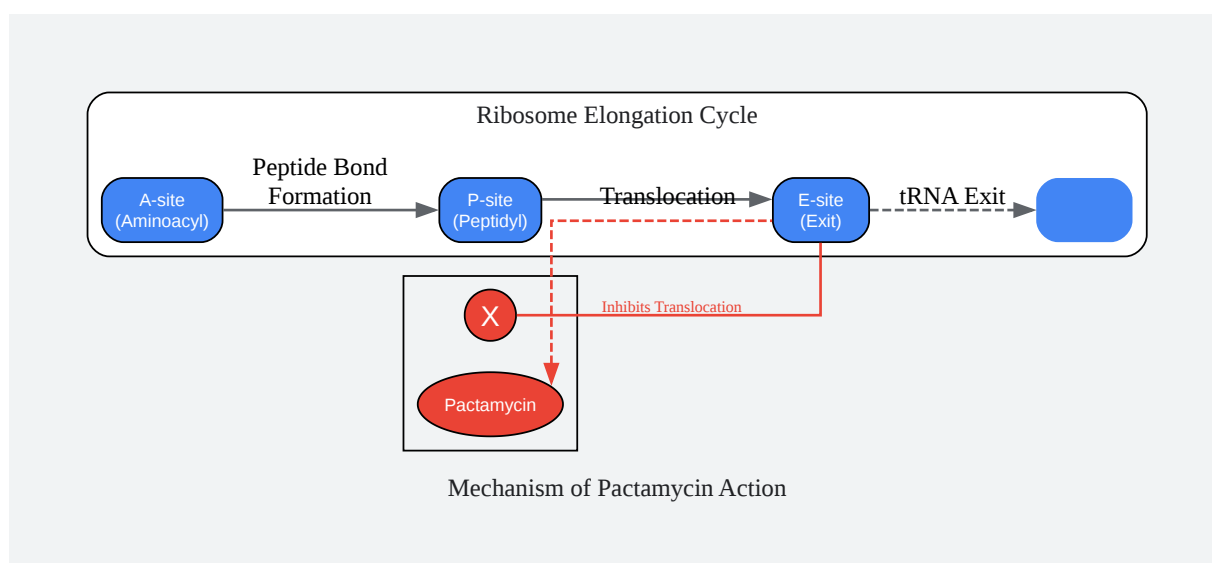 Ribosome Elongation Cycle
Peptide Bond
Formation
A-site
(Aminoacyl)
P-site
(Peptidyl)
Translocation
E-site
(Exit)
tRNA Exit
X
Inhibits Translocation
Pactamycin
Mechanism of Pactamycin Action